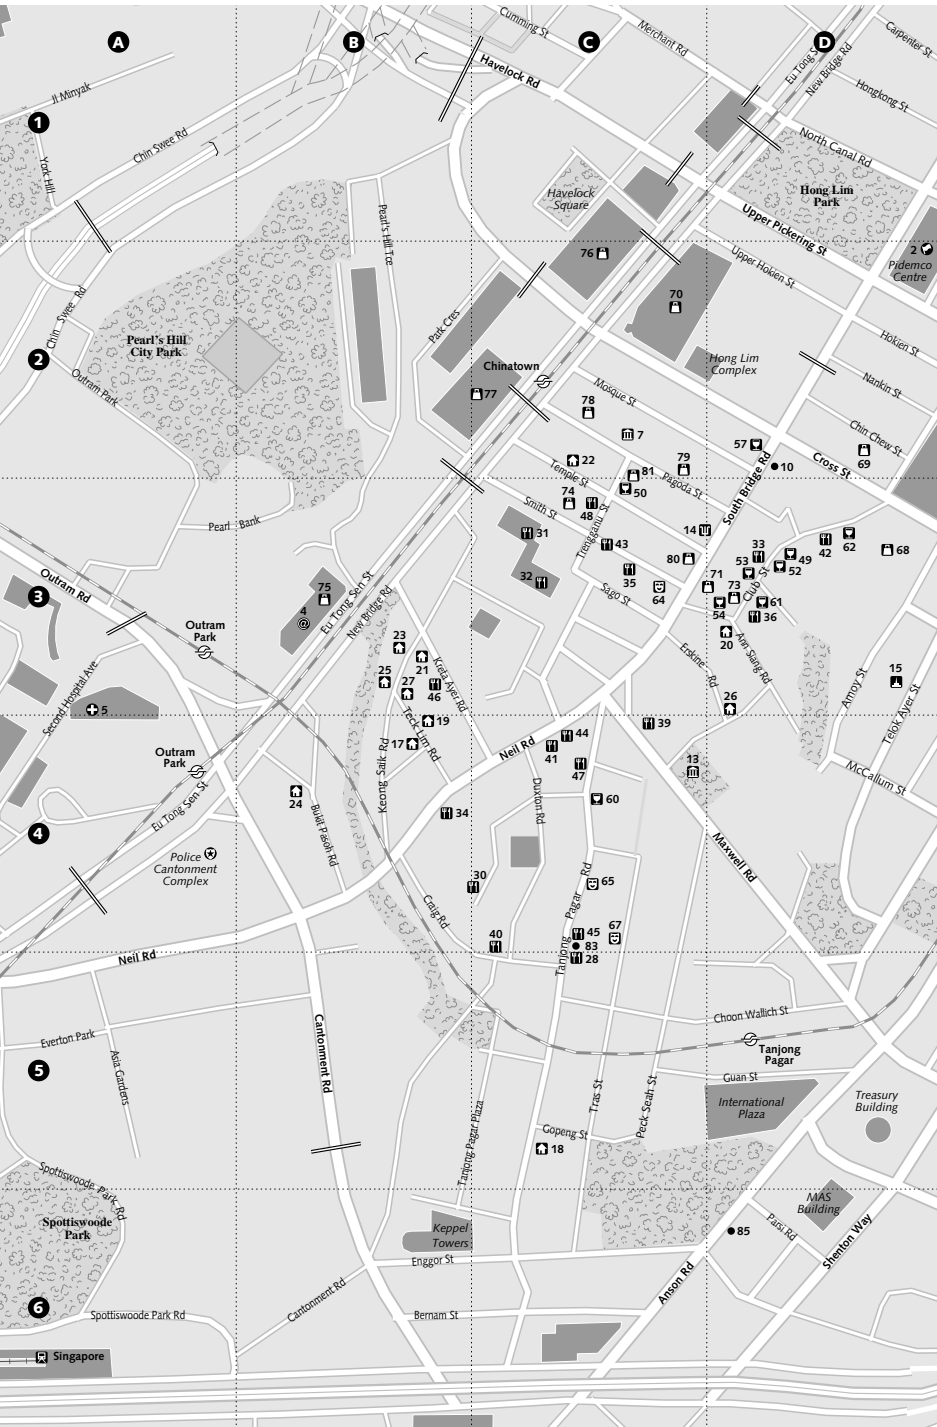 A
B
C
D
Cumming St
Merchant Rd
Carpenter St
Eu Tong S
New Bridge Rd
Havelock Rd
Hongkong St
Jl Minyak
1
Chin Swee Rd
North Canal Rd
York Hill
Havelock
Square
Hong Lim
Park
Pearl's Hill Tce
Upper Pickering St
2
Pidemco
Centre
76
Upper Hokien St
70
Chin Swee Rd
Park Cres
Hokien St
Pearl's Hill
City Park
2
Hong Lim
Complex
Chinatown
Nankin St
Outram Park
77
Mosque St
78
7
Chin Chew St
57
69
Cross St
10
22
79
81
Temple St
Pagoda St
South Bridge Rd
50
74
48
Smith St
Trengganu St
Pearl Bank
31
14
43
33
42
62
49
68
80
53
52
35
32
Sago St
64
71
73
Club St
61
54
36
20
Outram Rd
3
75
4
Eu Tong Sen St
New Bridge Rd
Outram
Park
23
21
Kreta Ayer Rd
25
27
46
Erskine Rd
Ann Siang Rd
15
Amoy St
Telok Ayer St
26
Second Hospital Ave
5
19
Teck Lim Rd
17
Keong Saik Rd
39
44
Neil Rd
41
47
13
Outram
Park
McCallum St
Eu Tong Sen St
24
Bukit Pasoh Rd
Duxton Rd
60
34
4
Maxwell Rd
Police
Cantonment
Complex
30
Craig Rd
65
Tanjong Pagar Rd
45
67
83
28
40
Neil Rd
Choon Wallich St
Everton Park
Cantonment Rd
Tanjong
Pagar
5
Asia Gardens
Guan St
Tras St
Peck Seah St
International
Plaza
Treasury
Building
Tanjong Pagar Plaza
Gopeng St
18
Spottiswoode Park Rd
Spottiswoode
Park
MAS
Building
Parsi Rd
Keppel
Towers
85
Shenton Way
Enggor St
Anson Rd
6
Cantonment Rd
Spottiswoode Park Rd
Bernam St
Singapore